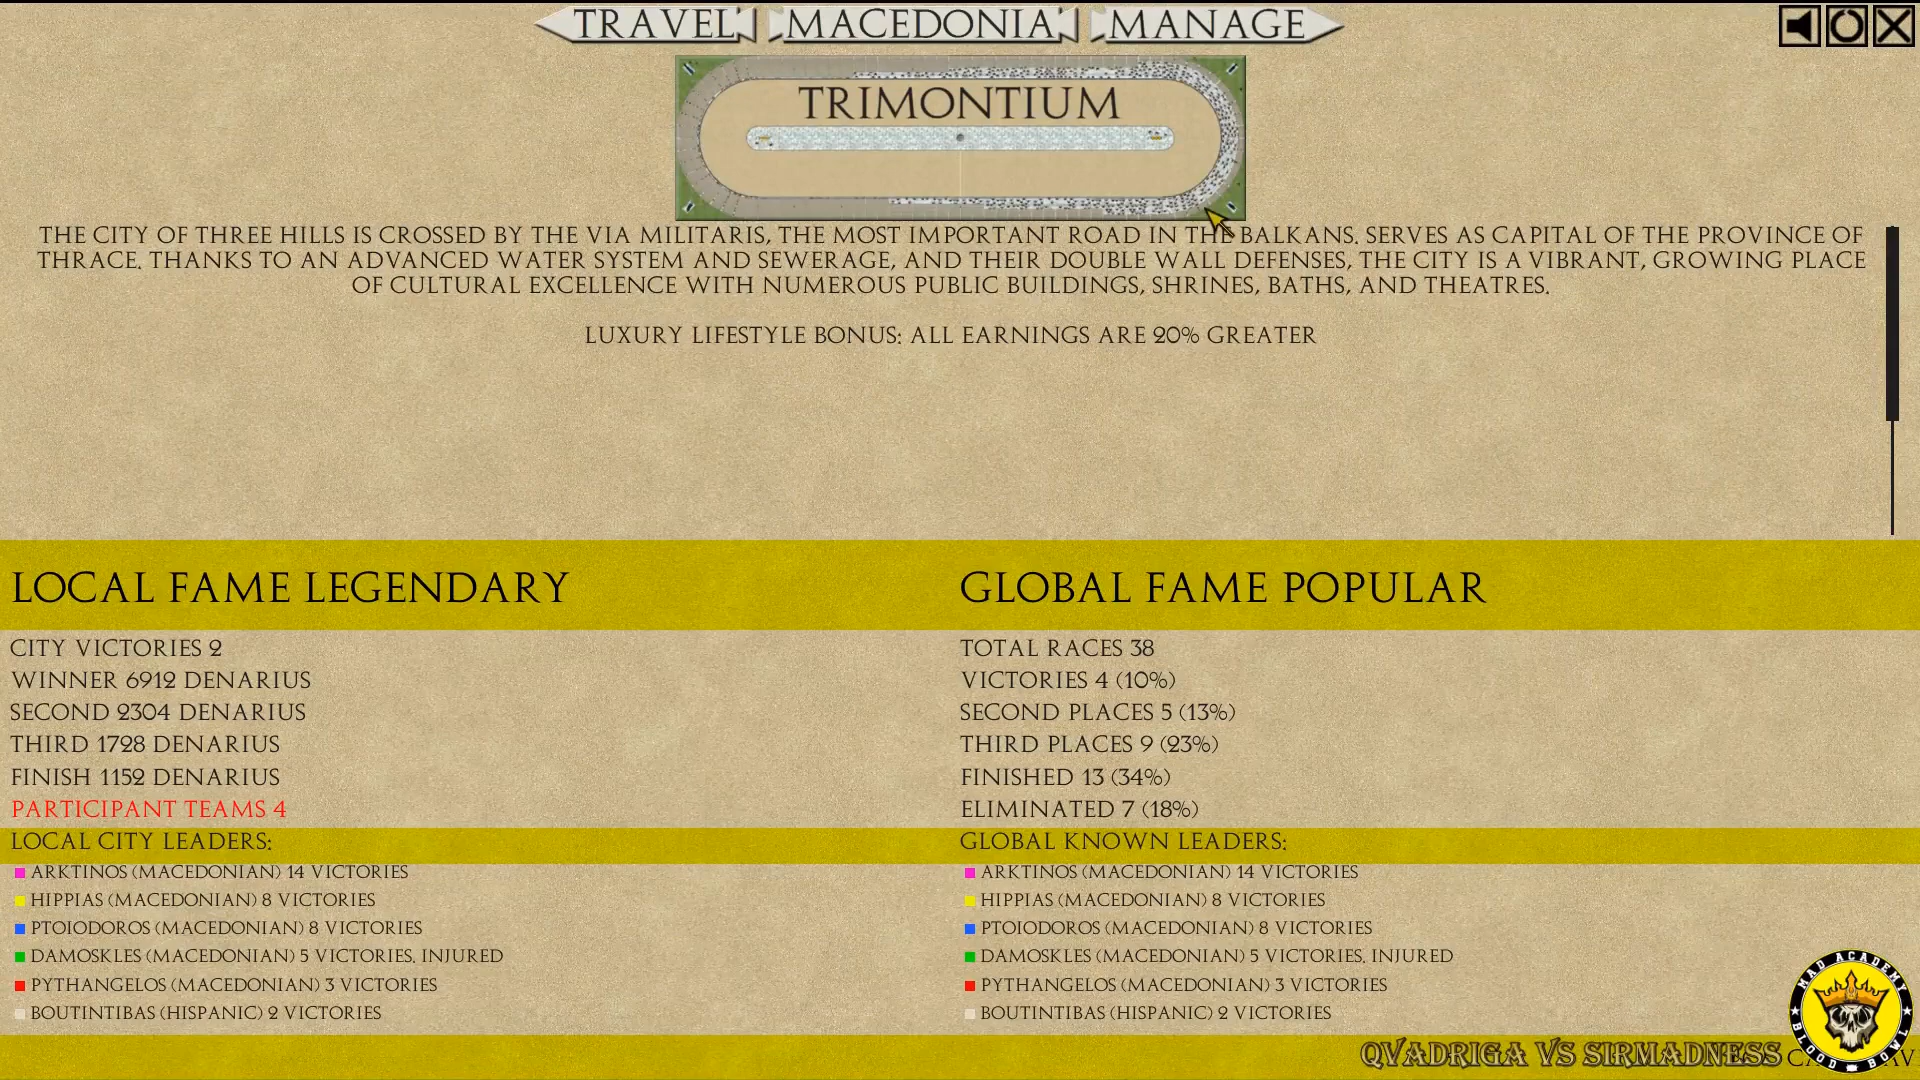 TRAVEL MACEDONIA MANAGE
TRIMONTIUM
THE CITY OF THREE HILLS IS CROSSED BY THE VIA MILITARIS, THE MOST IMPORTANT ROAD IN THE BALKANS. SERVES AS CAPITAL OF THE PROVINCE OF
THRACE. THANKS TO AN ADVANCED WATER SYSTEM AND SEWERAGE, AND THEIR DOUBLE WALL DEFENSES, THE CITY IS A VIBRANT, GROWING PLACE
OF CULTURAL EXCELLENCE WITH NUMEROUS PUBLIC BUILDINGS, SHRINES, BATHS, AND THEATRES.
LUXURY LIFESTYLE BONUS: ALL EARNINGS ARE 20% GREATER
LOCAL FAME LEGENDARY
CITY VICTORIES 2
WINNER 6912 DENARIUS
SECOND 2304 DENARIUS
THIRD 1728 DENARIUS
FINISH 1152 DENARIUS
PARTICIPANT TEAMS 4
LOCAL CITY LEADERS:
ARKTINOS (MACEDONIAN) 14 VICTORIES
HIPPIAS (MACEDONIAN) 8 VICTORIES
PTOIODOROS (MACEDONIAN) 8 VICTORIES
DAMOSKLES (MACEDONIAN) 5 VICTORIES, INJURED
PYTHANGELOS (MACEDONIAN) 3 VICTORIES
BOUTINTIBAS (HISPANIC) 2 VICTORIES
GLOBAL FAME POPULAR
TOTAL RACES 38
VICTORIES 4 (10%)
SECOND PLACES 5 (13%)
THIRD PLACES 9 (23%)
FINISHED 13 (34%)
ELIMINATED 7 (18%)
GLOBAL KNOWN LEADERS:
ARKTINOS (MACEDONIAN) 14 VICTORIES
HIPPIAS (MACEDONIAN) 8 VICTORIES
PTOIODOROS (MACEDONIAN) 8 VICTORIES
DAMOSKLES (MACEDONIAN) 5 VICTORIES, INJURED
PYTHANGELOS (MACEDONIAN) 3 VICTORIES
BOUTINTIBAS (HISPANIC) 2 VICTORIES
QVADRIGA VS SIRMADNESS
MAD ACADEMY
BLOOD BOWL